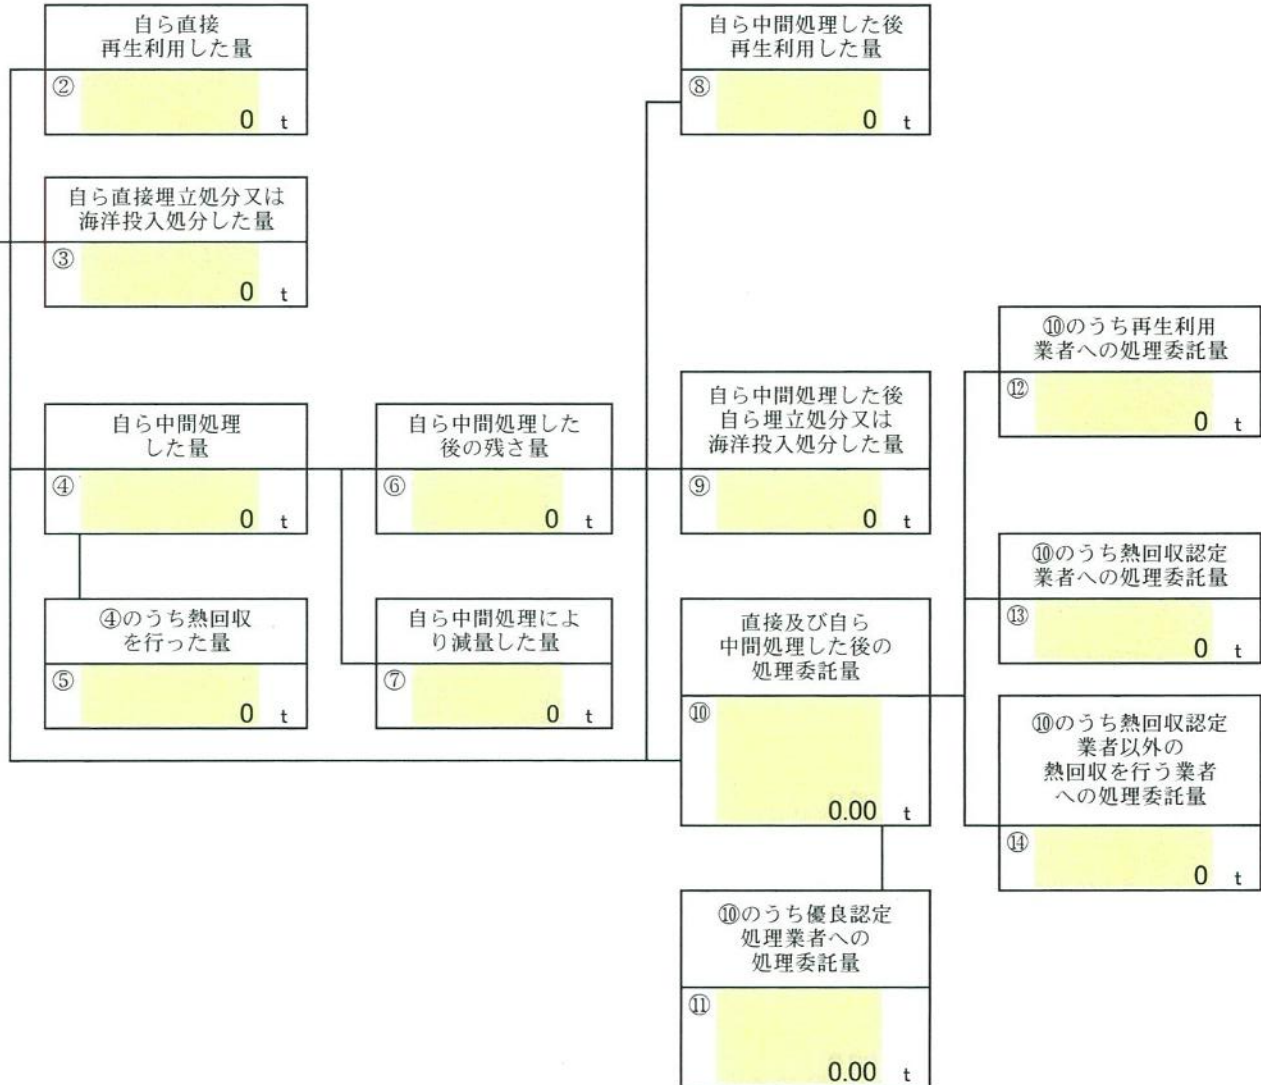 自ら直接
再生利用した量
②
0 t
自ら中間処理した後
再生利用した量
⑧
0 t
自ら直接埋立処分又は
海洋投入処分した量
③
0 t
⑩のうち再生利用
業者への処理委託量
⑫
0 t
自ら中間処理
した量
④
0 t
自ら中間処理した
後の残さ量
⑥
0 t
自ら中間処理した後
自ら埋立処分又は
海洋投入処分した量
⑨
0 t
⑩のうち熱回収認定
業者への処理委託量
⑬
0 t
④のうち熱回収
を行った量
⑤
0 t
自ら中間処理によ
り減量した量
⑦
0 t
直接及び自ら
中間処理した後の
処理委託量
⑩
0.00 t
⑩のうち熱回収認定
業者以外の
熱回収を行う業者
への処理委託量
⑭
0 t
⑩のうち優良認定
処理業者への
処理委託量
⑪
0.00 t